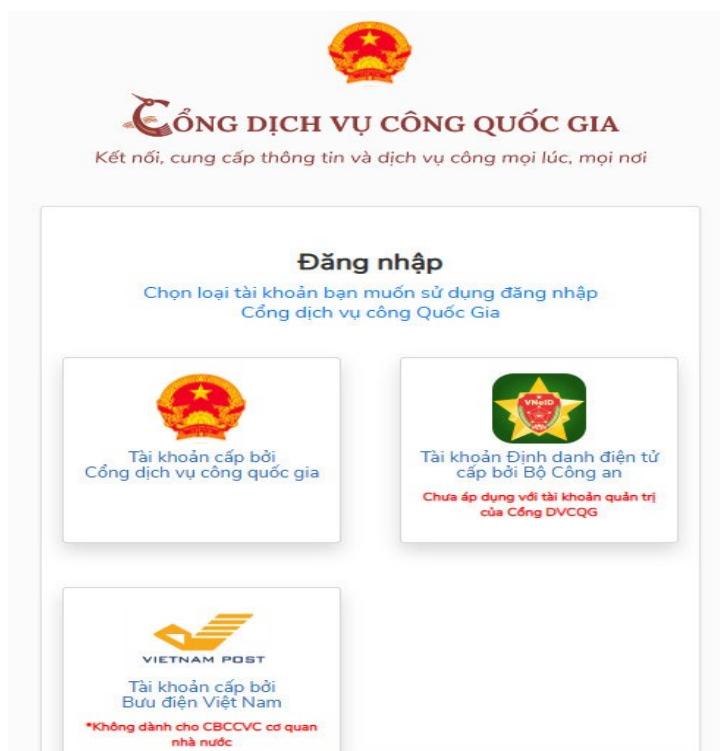 CỔNG DỊCH VỤ CÔNG QUỐC GIA
Kết nối, cung cấp thông tin và dịch vụ công mọi lúc, mọi nơi
Đăng nhập
Chọn loại tài khoản bạn muốn sử dụng đăng nhập
Cổng dịch vụ công Quốc Gia
Tài khoản cấp bởi
Cổng dịch vụ công quốc gia
VNeID
Tài khoản Định danh điện tử
cấp bởi Bộ Công an
Chưa áp dụng với tài khoản quản trị
của Cổng DVCQG
VIETNAM POST
Tài khoản cấp bởi
Bưu điện Việt Nam
*Không dành cho CBCCVC cơ quan
nhà nước